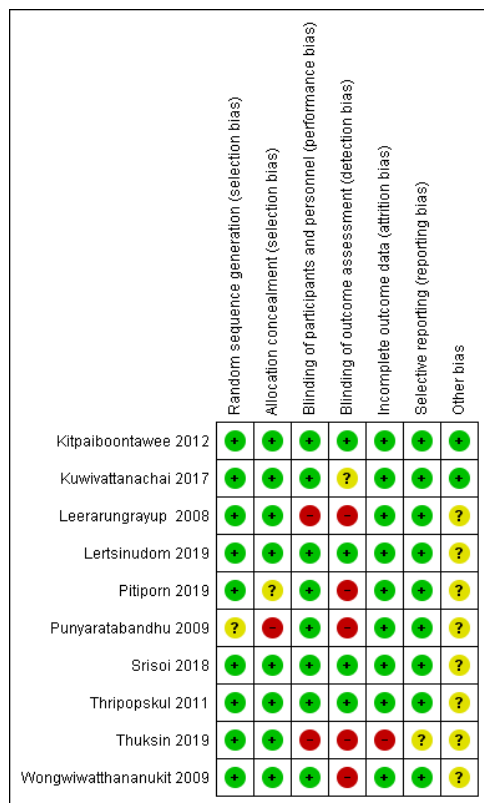 Random sequence generation (selection bias)
Allocation concealment (selection bias)
Blinding of participants and personnel (performance bias)
Blinding of outcome assessment (detection bias)
Incomplete outcome data (attrition bias)
Selective reporting (reporting bias)
Other bias
Kitpaiboontawee 2012 + + + + + + +
Kuwivattanachai 2017 + + + ? + + +
Leerarungrayup 2008 + + - - + + ?
Lertsinudom 2019 + + + + + + ?
Pitiporn 2019 + ? + - + + ?
Punyaratabandhu 2009 ? - + - + + ?
Srisoi 2018 + + + + + + ?
Thripopskul 2011 + + + + + + ?
Thuksin 2019 + + - - - ? ?
Wongwiwatthananukit 2009 + + + - + + ?